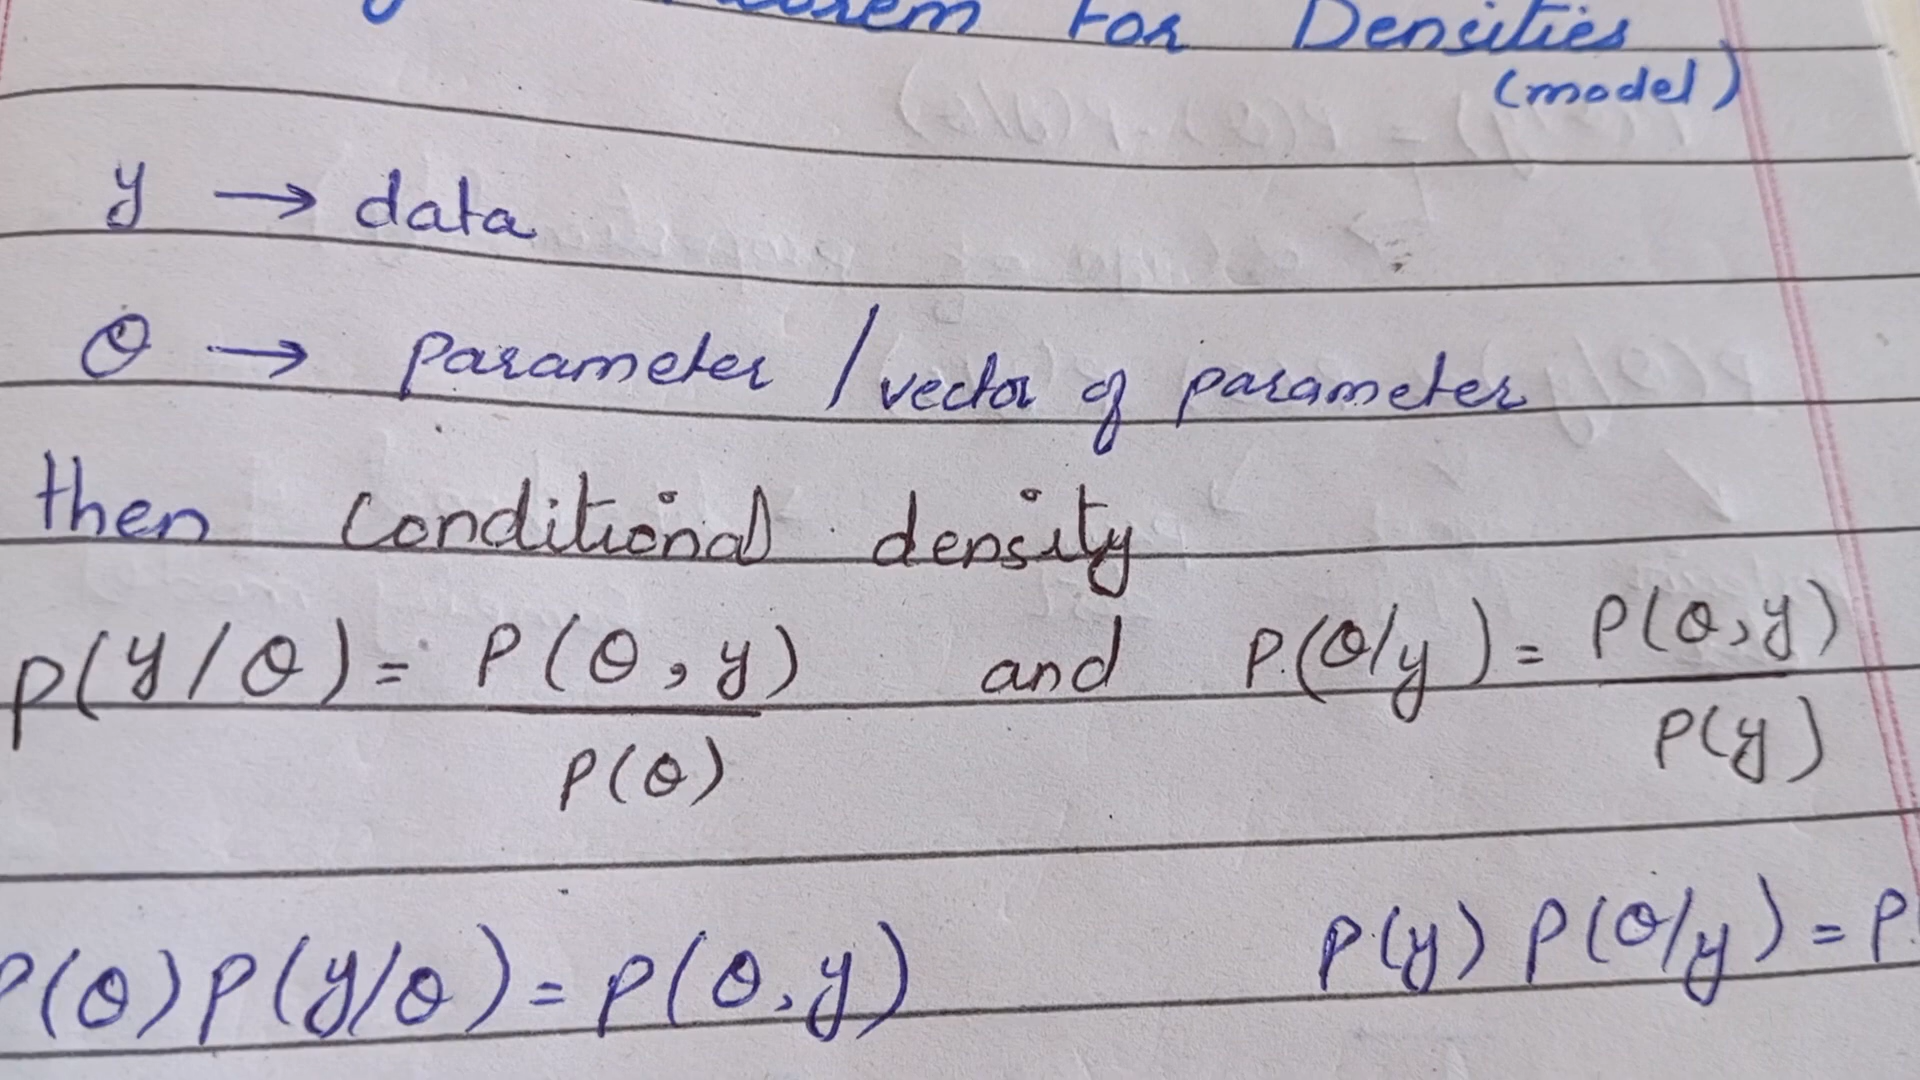 For Densities
(model)
y → data
θ → parameter / vector of parameter
then conditional density
P(y/θ) = P(θ, y) / P(θ) and P(θ/y) = P(θ, y) / P(y)
P(θ) P(y/θ) = P(θ, y) P(y) P(θ/y) = P